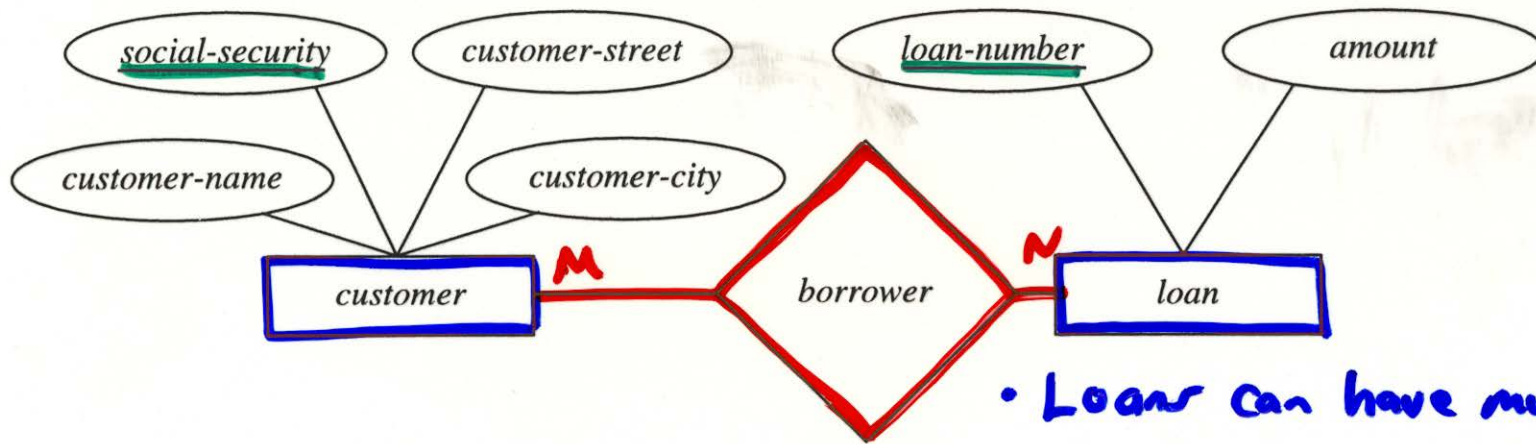 social-security
customer-street
loan-number
amount
customer-name
customer-city
M
N
customer
borrower
loan
• Loans can have